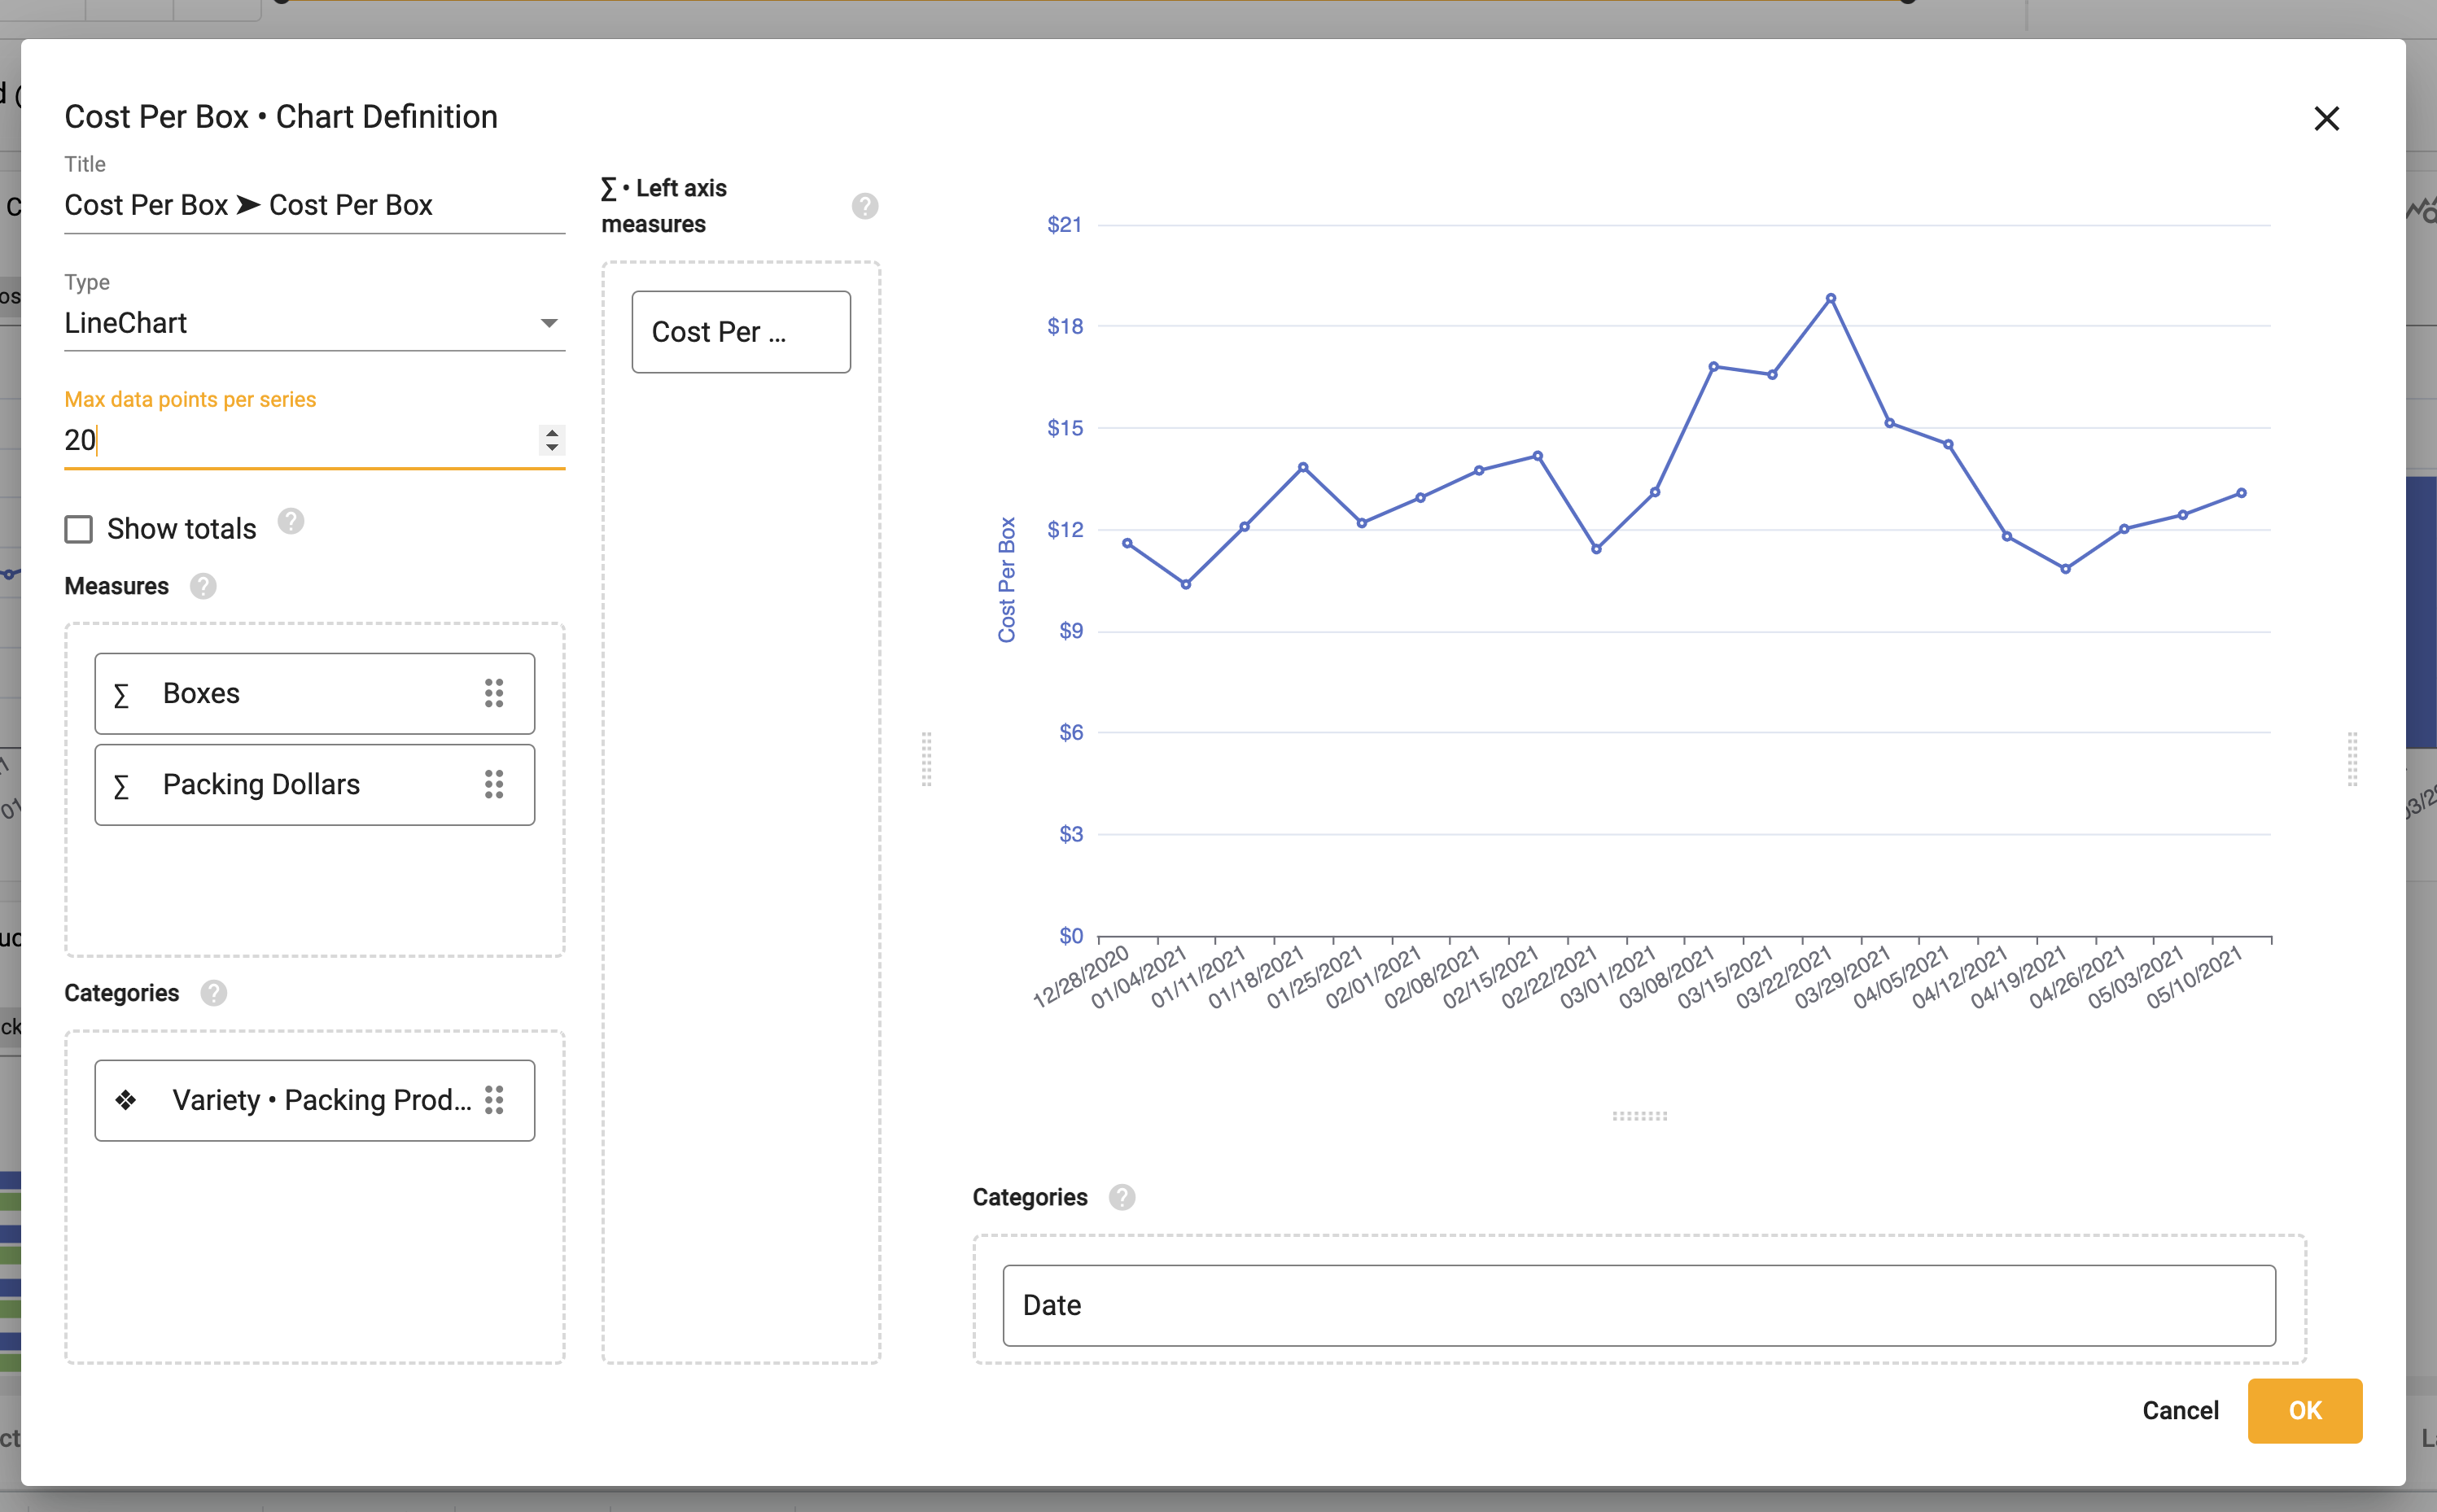 Cost Per Box • Chart Definition
Title
Cost Per Box ➤ Cost Per Box
Type
LineChart
Max data points per series
20
Show totals ?
Measures ?
∑ Boxes
∑ Packing Dollars
Categories ?
❖ Variety • Packing Prod...
∑ • Left axis
measures ?
Cost Per ...
Cost Per Box
$21
$18
$15
$12
$9
$6
$3
$0
12/28/2020
01/04/2021
01/11/2021
01/18/2021
01/25/2021
02/01/2021
02/08/2021
02/15/2021
02/22/2021
03/01/2021
03/08/2021
03/15/2021
03/22/2021
03/29/2021
04/05/2021
04/12/2021
04/19/2021
04/26/2021
05/03/2021
05/10/2021
Categories ?
Date
Cancel
OK